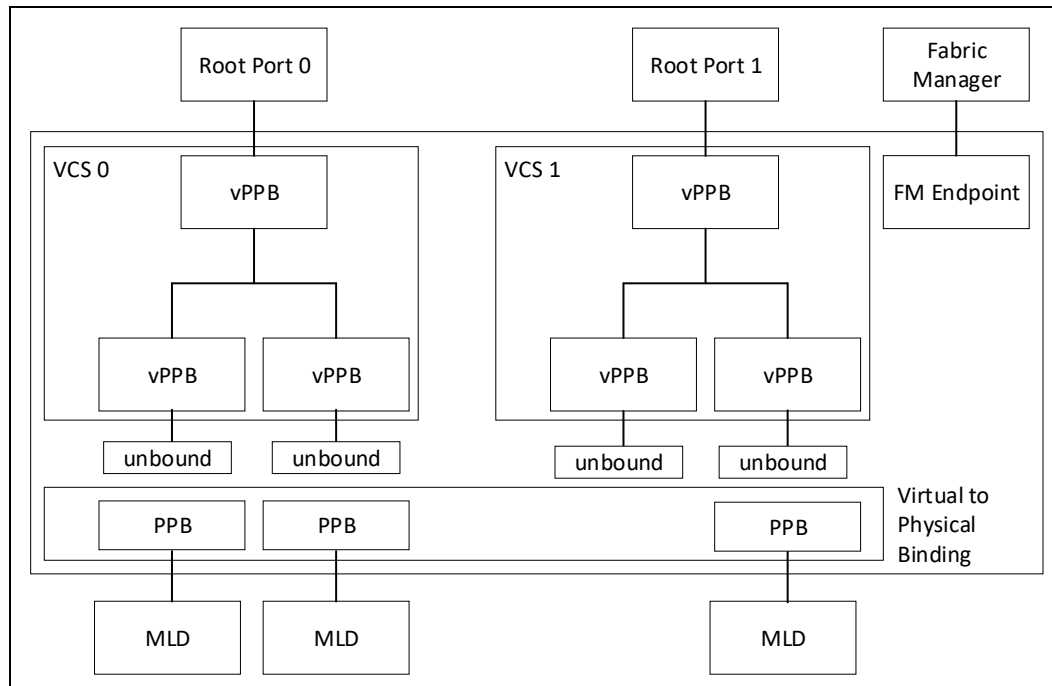 Root Port 0
Root Port 1
Fabric
Manager
VCS 0
vPPB
VCS 1
vPPB
FM Endpoint
vPPB
vPPB
vPPB
vPPB
unbound
unbound
unbound
unbound
PPB
PPB
PPB
Virtual to
Physical
Binding
MLD
MLD
MLD